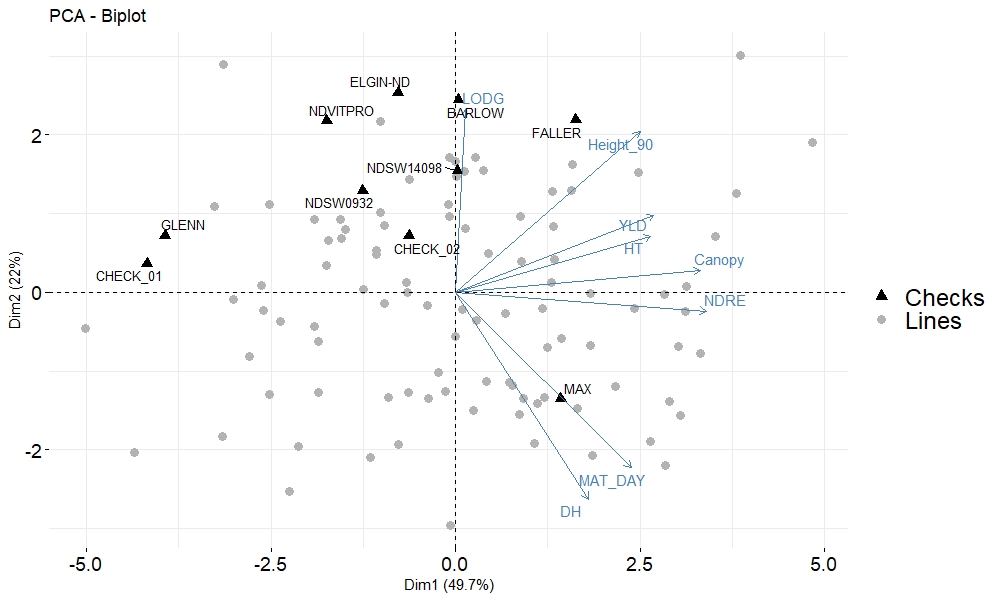 PCA - Biplot
ELGIN-ND
NDVITPRO
LODG
BARLOW
FALLER
Height_90
NDSW14098
NDSW0932
GLENN
CHECK_02
CHECK_01
YLD
HT
Canopy
NDRE
MAX
MAT_DAY
DH
2
0
-2
Dim2 (22%)
-5.0
-2.5
0.0
2.5
5.0
Dim1 (49.7%)
Checks
Lines